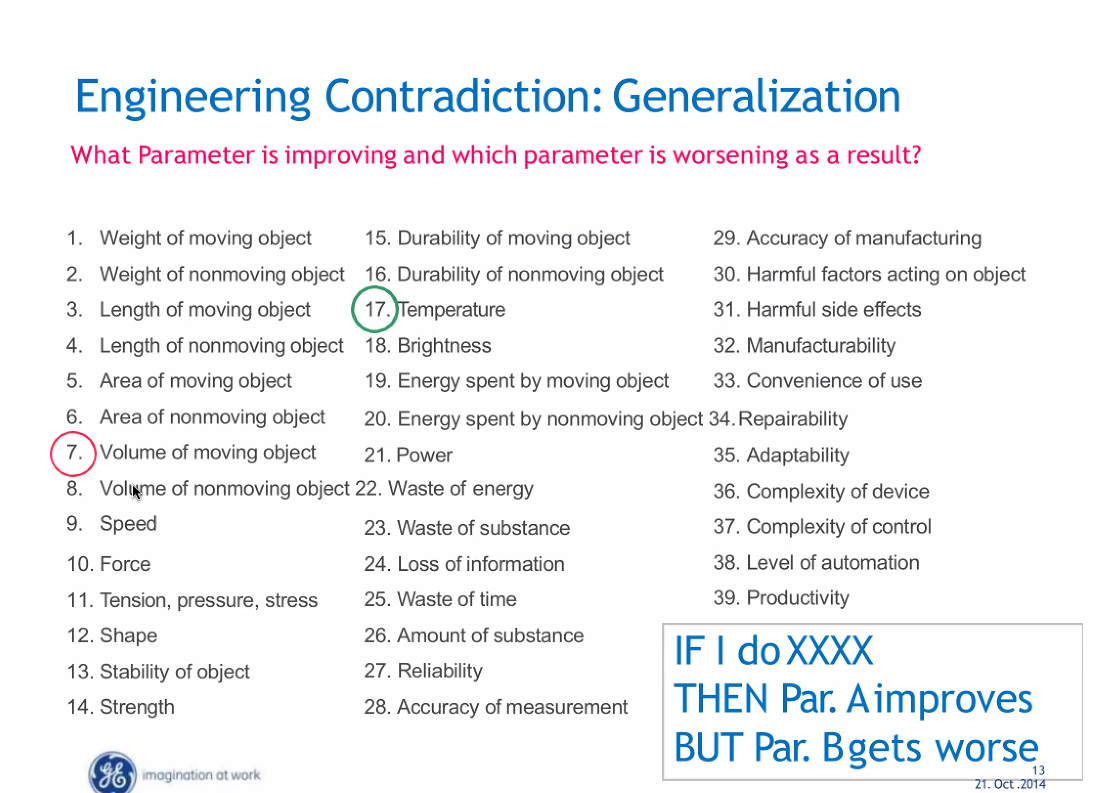 Engineering Contradiction: Generalization
What Parameter is improving and which parameter is worsening as a result?
1. Weight of moving object
2. Weight of nonmoving object
3. Length of moving object
4. Length of nonmoving object
5. Area of moving object
6. Area of nonmoving object
7. Volume of moving object
8. Volume of nonmoving object
9. Speed
10. Force
11. Tension, pressure, stress
12. Shape
13. Stability of object
14. Strength
15. Durability of moving object
16. Durability of nonmoving object
17. Temperature
18. Brightness
19. Energy spent by moving object
20. Energy spent by nonmoving object
21. Power
22. Waste of energy
23. Waste of substance
24. Loss of information
25. Waste of time
26. Amount of substance
27. Reliability
28. Accuracy of measurement
29. Accuracy of manufacturing
30. Harmful factors acting on object
31. Harmful side effects
32. Manufacturability
33. Convenience of use
34. Repairability
35. Adaptability
36. Complexity of device
37. Complexity of control
38. Level of automation
39. Productivity
IF I do XXXX
THEN Par. A improves
BUT Par. B gets worse
GE imagination at work
13
21. Oct .2014